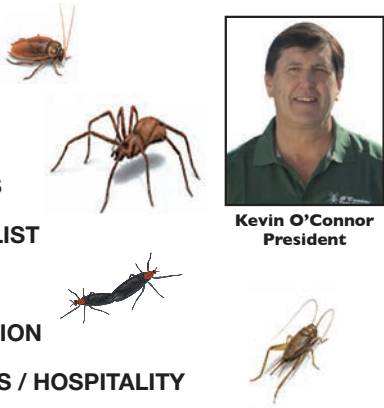 S
LIST
ION
S / HOSPITALITY
Kevin O’Connor
President